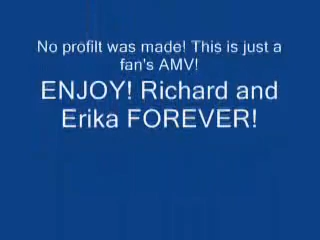 No profilt was made! This is just a
fan's AMV!
ENJOY! Richard and
Erika FOREVER!